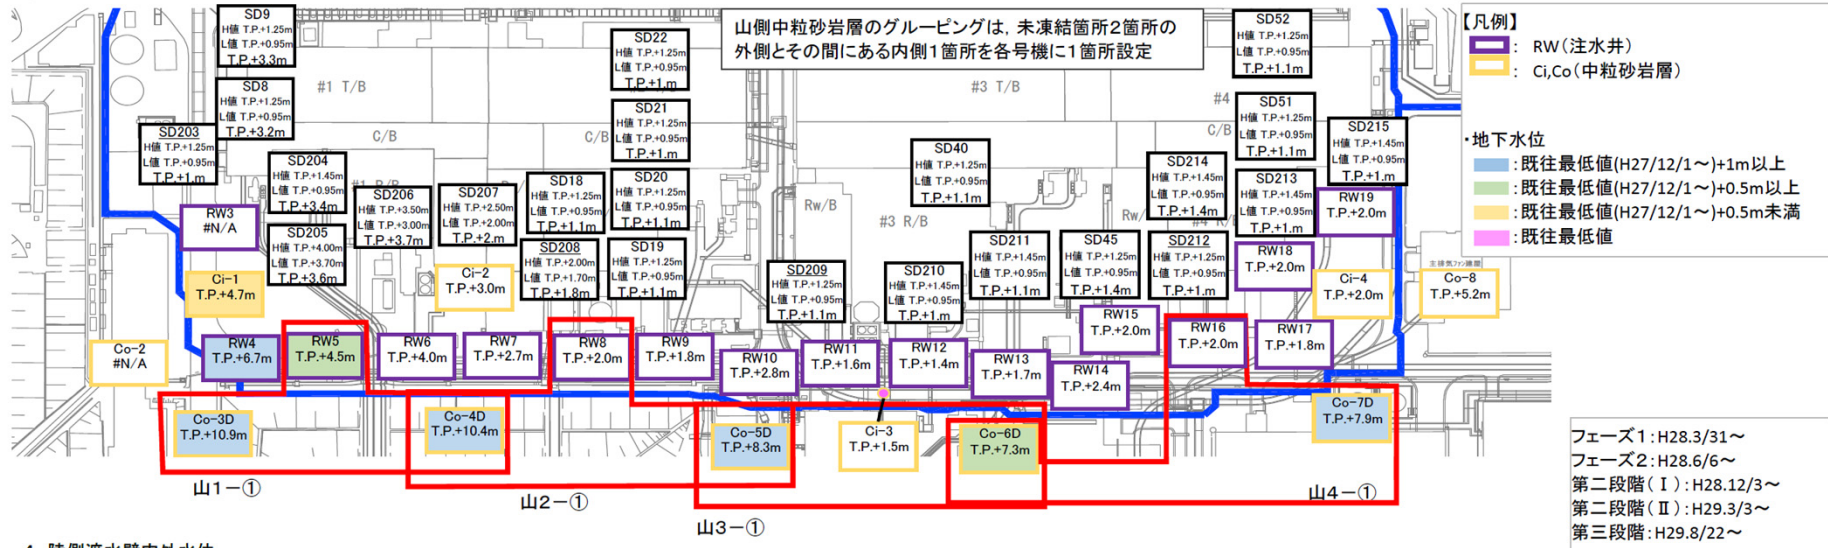 山側中粒砂岩層のグルーピングは，未凍結箇所2箇所の
外側とその間にある内側1箇所を各号機に1箇所設定
【凡例】
： RW（注水井）
： Ci,Co（中粒砂岩層）
・地下水位
：既往最低値(H27/12/1～)+1m以上
：既往最低値(H27/12/1～)+0.5m以上
：既往最低値(H27/12/1～)+0.5m未満
：既往最低値
SD9
H値 T.P.+1.25m
L値 T.P.+0.95m
T.P.+3.3m
SD8
H値 T.P.+1.25m
L値 T.P.+0.95m
T.P.+3.2m
SD203
H値 T.P.+1.25m
L値 T.P.+0.95m
T.P.+1.m
SD204
H値 T.P.+1.45m
L値 T.P.+0.95m
T.P.+3.4m
SD205
H値 T.P.+4.00m
L値 T.P.+3.70m
T.P.+3.6m
SD206
H値 T.P.+3.50m
L値 T.P.+3.00m
T.P.+3.7m
SD207
H値 T.P.+2.50m
L値 T.P.+2.00m
T.P.+2.m
SD18
H値 T.P.+1.25m
L値 T.P.+0.95m
T.P.+1.1m
SD208
H値 T.P.+2.00m
L値 T.P.+1.70m
T.P.+1.8m
SD22
H値 T.P.+1.25m
L値 T.P.+0.95m
T.P.+1.m
SD21
H値 T.P.+1.25m
L値 T.P.+0.95m
T.P.+1.m
SD20
H値 T.P.+1.25m
L値 T.P.+0.95m
T.P.+1.1m
SD19
H値 T.P.+1.25m
L値 T.P.+0.95m
T.P.+1.1m
SD209
H値 T.P.+1.25m
L値 T.P.+0.95m
T.P.+1.1m
SD40
H値 T.P.+1.25m
L値 T.P.+0.95m
T.P.+1.1m
SD210
H値 T.P.+1.45m
L値 T.P.+0.95m
T.P.+1.m
SD211
H値 T.P.+1.45m
L値 T.P.+0.95m
T.P.+1.1m
SD45
H値 T.P.+1.25m
L値 T.P.+0.95m
T.P.+1.4m
SD214
H値 T.P.+1.45m
L値 T.P.+0.95m
T.P.+1.4m
SD212
H値 T.P.+1.25m
L値 T.P.+0.95m
T.P.+1.m
SD52
H値 T.P.+1.25m
L値 T.P.+0.95m
T.P.+1.1m
SD51
H値 T.P.+1.25m
L値 T.P.+0.95m
T.P.+1.1m
SD213
H値 T.P.+1.45m
L値 T.P.+0.95m
T.P.+1.m
SD215
H値 T.P.+1.45m
L値 T.P.+0.95m
T.P.+1.m
#1 T/B
C/B
C/B
#3 T/B
#4
C/B
Rw/B
#3 R/B
主排気ファン建屋
RW3
#N/A
Ci-1
T.P.+4.7m
Ci-2
T.P.+3.0m
RW19
T.P.+2.0m
RW18
T.P.+2.0m
Ci-4
T.P.+2.0m
Co-8
T.P.+5.2m
Co-2
#N/A
RW4
T.P.+6.7m
RW5
T.P.+4.5m
RW6
T.P.+4.0m
RW7
T.P.+2.7m
RW8
T.P.+2.0m
RW9
T.P.+1.8m
RW10
T.P.+2.8m
RW11
T.P.+1.6m
RW12
T.P.+1.4m
RW13
T.P.+1.7m
RW14
T.P.+2.4m
RW15
T.P.+2.0m
RW16
T.P.+2.0m
RW17
T.P.+1.8m
Co-3D
T.P.+10.9m
Co-4D
T.P.+10.4m
Co-5D
T.P.+8.3m
Ci-3
T.P.+1.5m
Co-6D
T.P.+7.3m
Co-7D
T.P.+7.9m
山1－①
山2－①
山3－①
山4－①
フェーズ1：H28.3/31～
フェーズ2：H28.6/6～
第二段階（Ⅰ）：H28.12/3～
第二段階（Ⅱ）：H29.3/3～
第三段階：H29.8/22～